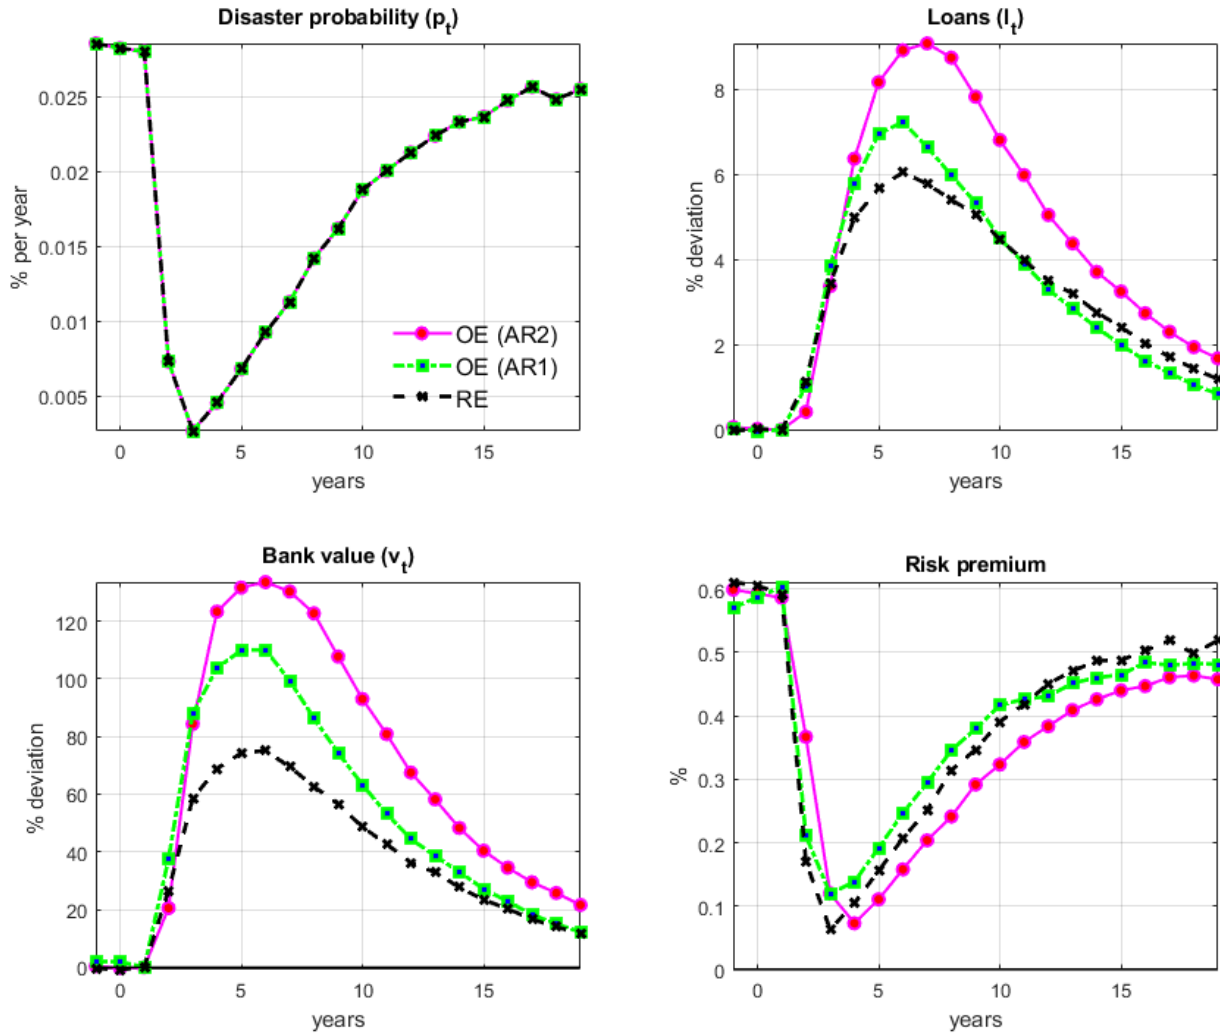 Disaster probability (p_t)
% per year
0.025
0.02
0.015
0.01
0.005
0 5 10 15
years
OE (AR2)
OE (AR1)
RE
Loans (l_t)
% deviation
8
6
4
2
0
0 5 10 15
years
Bank value (v_t)
% deviation
120
100
80
60
40
20
0
0 5 10 15
years
Risk premium
%
0.6
0.5
0.4
0.3
0.2
0.1
0
0 5 10 15
years